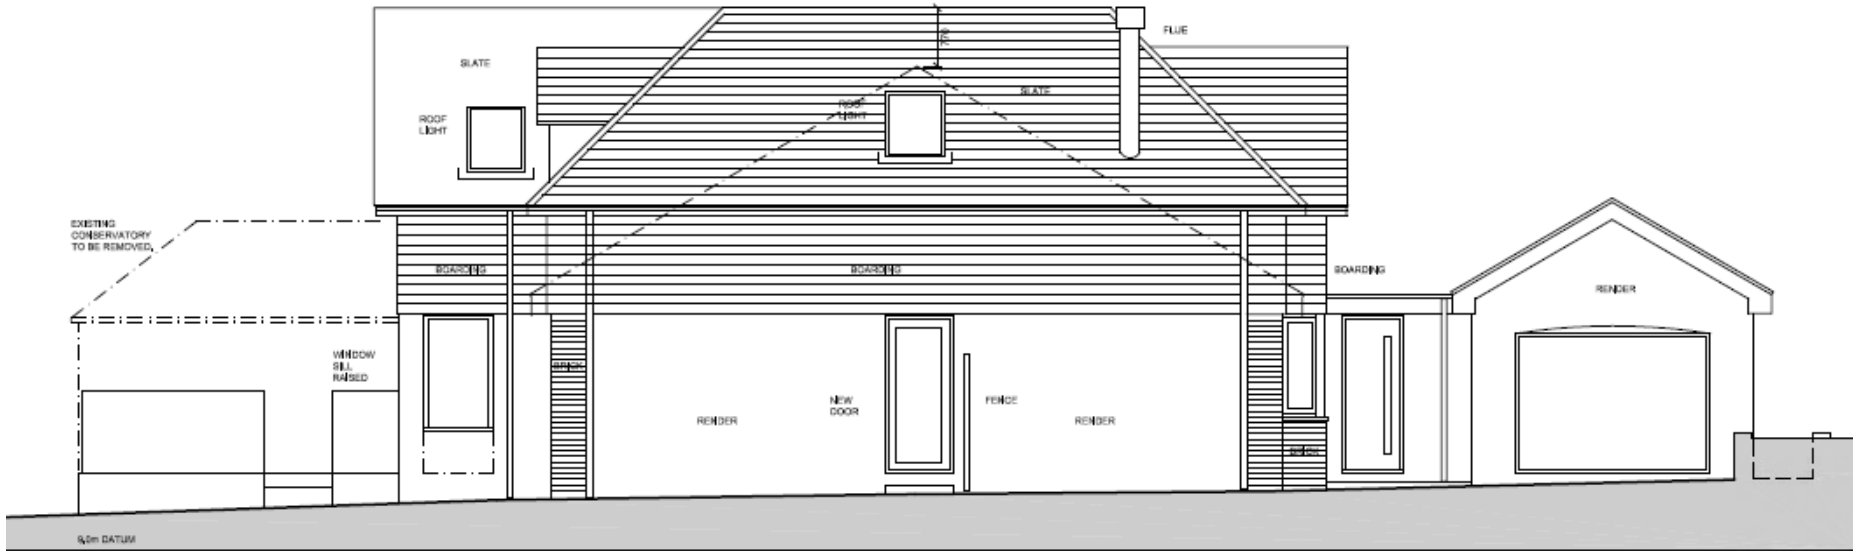 FLUE
770
SLATE
SLATE
ROOF
LIGHT
ROOF
LIGHT
EXISTING
CONSERVATORY
TO BE REMOVED
BOARDING
BOARDING
BOARDING
RENDER
WINDOW
SILL
RAISED
BRICK
NEW
DOOR
FENCE
RENDER
RENDER
BRICK
9.0m DATUM